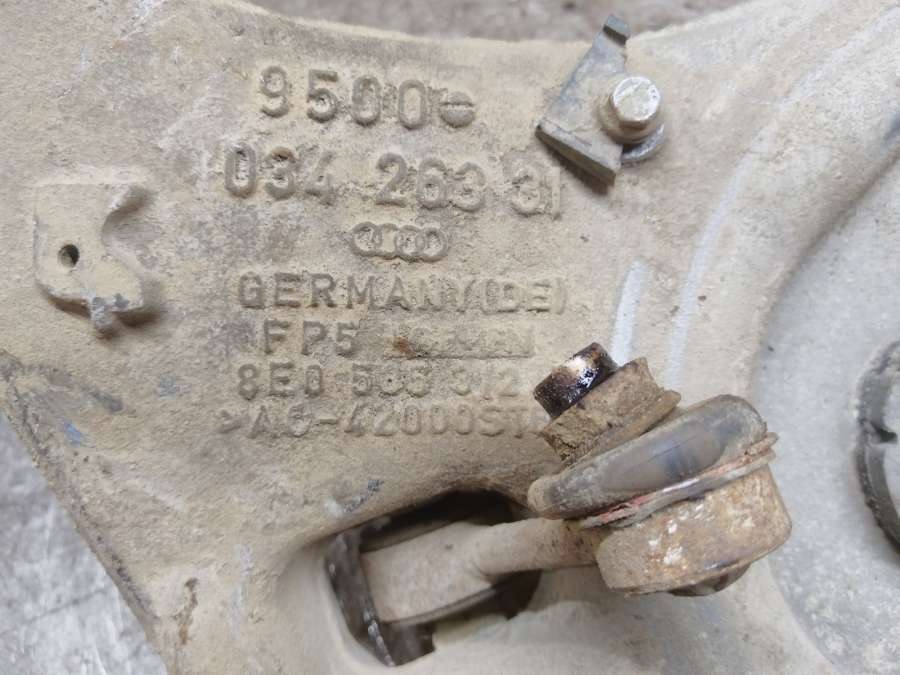 9500
034 263 31
GERMANY(DE)
FP5
8E0 505 312
>AC-42000ST